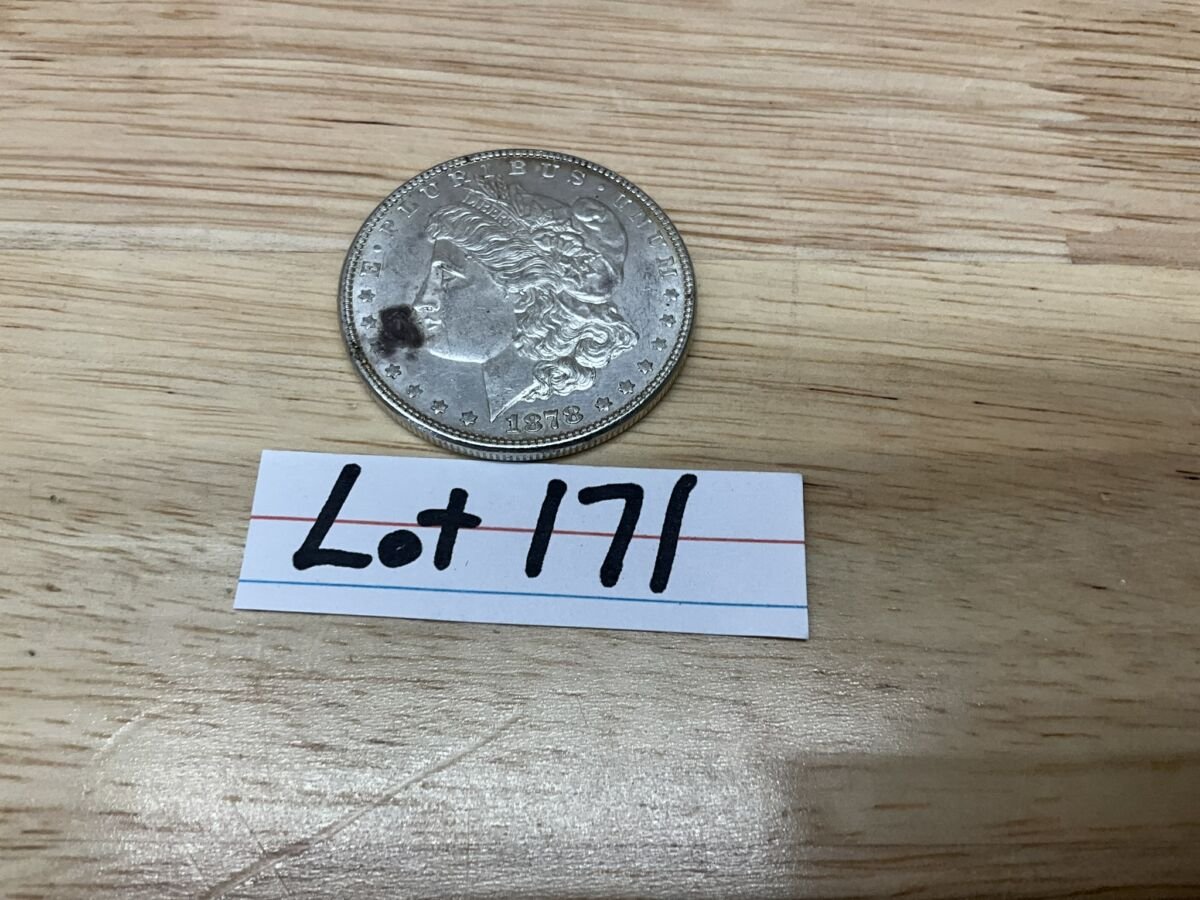 E · PLURIBUS · UNUM
LIBERTY
1878
Lot 171